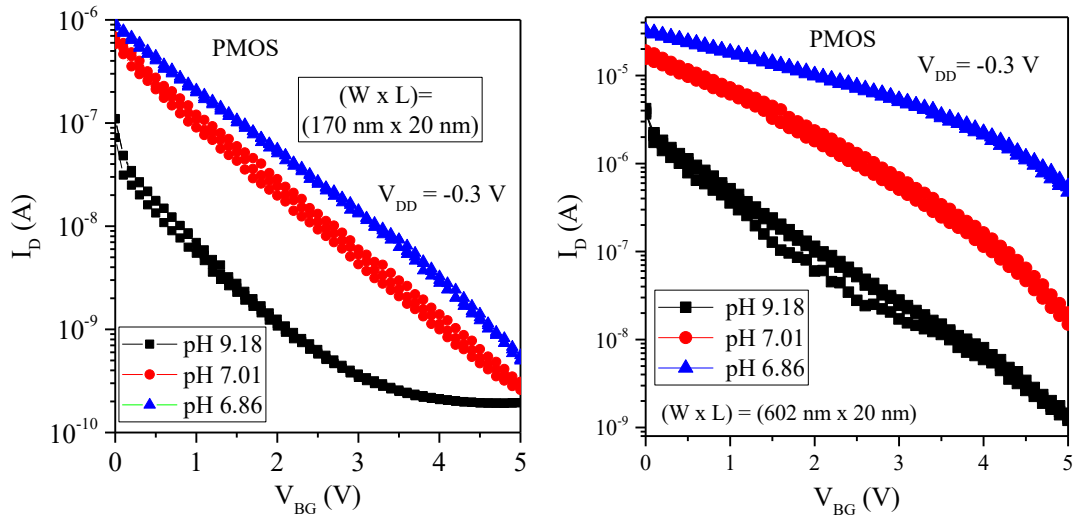 10⁻⁶
10⁻⁷
10⁻⁸
10⁻⁹
10⁻¹⁰
I_D (A)
PMOS
(W x L)=
(170 nm x 20 nm)
V_DD = -0.3 V
pH 9.18
pH 7.01
pH 6.86
0 1 2 3 4 5
V_BG (V)
10⁻⁵
10⁻⁶
10⁻⁷
10⁻⁸
10⁻⁹
I_D (A)
PMOS
V_DD= -0.3 V
pH 9.18
pH 7.01
pH 6.86
(W x L) = (602 nm x 20 nm)
0 1 2 3 4 5
V_BG (V)